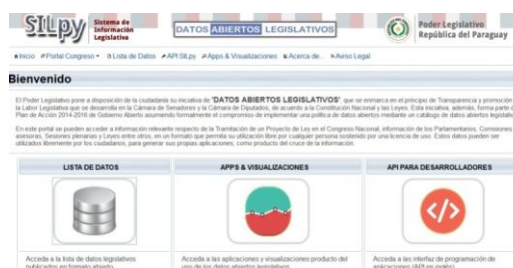 SILpy Sistema de Información Legislativa
DATOS ABIERTOS LEGISLATIVOS
Poder Legislativo
República del Paraguay
Inicio Portal Congreso Lista de Datos API SILpy Apps & Visualizaciones Acerca de... Aviso Legal
Bienvenido
El Poder Legislativo pone a disposición de la ciudadanía su iniciativa de "DATOS ABIERTOS LEGISLATIVOS", que se enmarca en el principio de Transparencia y promoción
la Labor Legislativa que se desarrolla en la Cámara de Senadores y la Cámara de Diputados, de acuerdo a la Constitución Nacional y las Leyes. Esta iniciativa, además, forma parte
Plan de Acción 2014-2016 de Gobierno Abierto asumiendo formalmente el compromiso de implementar una política de datos abiertos mediante un catálogo de datos abiertos
En este portal se pueden acceder a información relevante respecto de la Tramitación de un Proyecto de Ley en el Congreso Nacional, información de los Parlamentarios, Comisiones
asesoras, Sesiones plenarias y Leyes entre otros, en un formato que permita su utilización libre por cualquier persona sostenido por una licencia de uso. Estos datos pueden ser
utilizados libremente por los ciudadanos, para generar sus propias aplicaciones, como producto del cruce de la información.
LISTA DE DATOS
Acceda a la lista de datos legislativos
publicados en formato abierto
APPS & VISUALIZACIONES
Acceda a las aplicaciones y visualizaciones producto del
uso de los datos abiertos legislativos
API PARA DESARROLLADORES
</>
Acceda a las interfaz de programación de
aplicaciones (API en inglés)